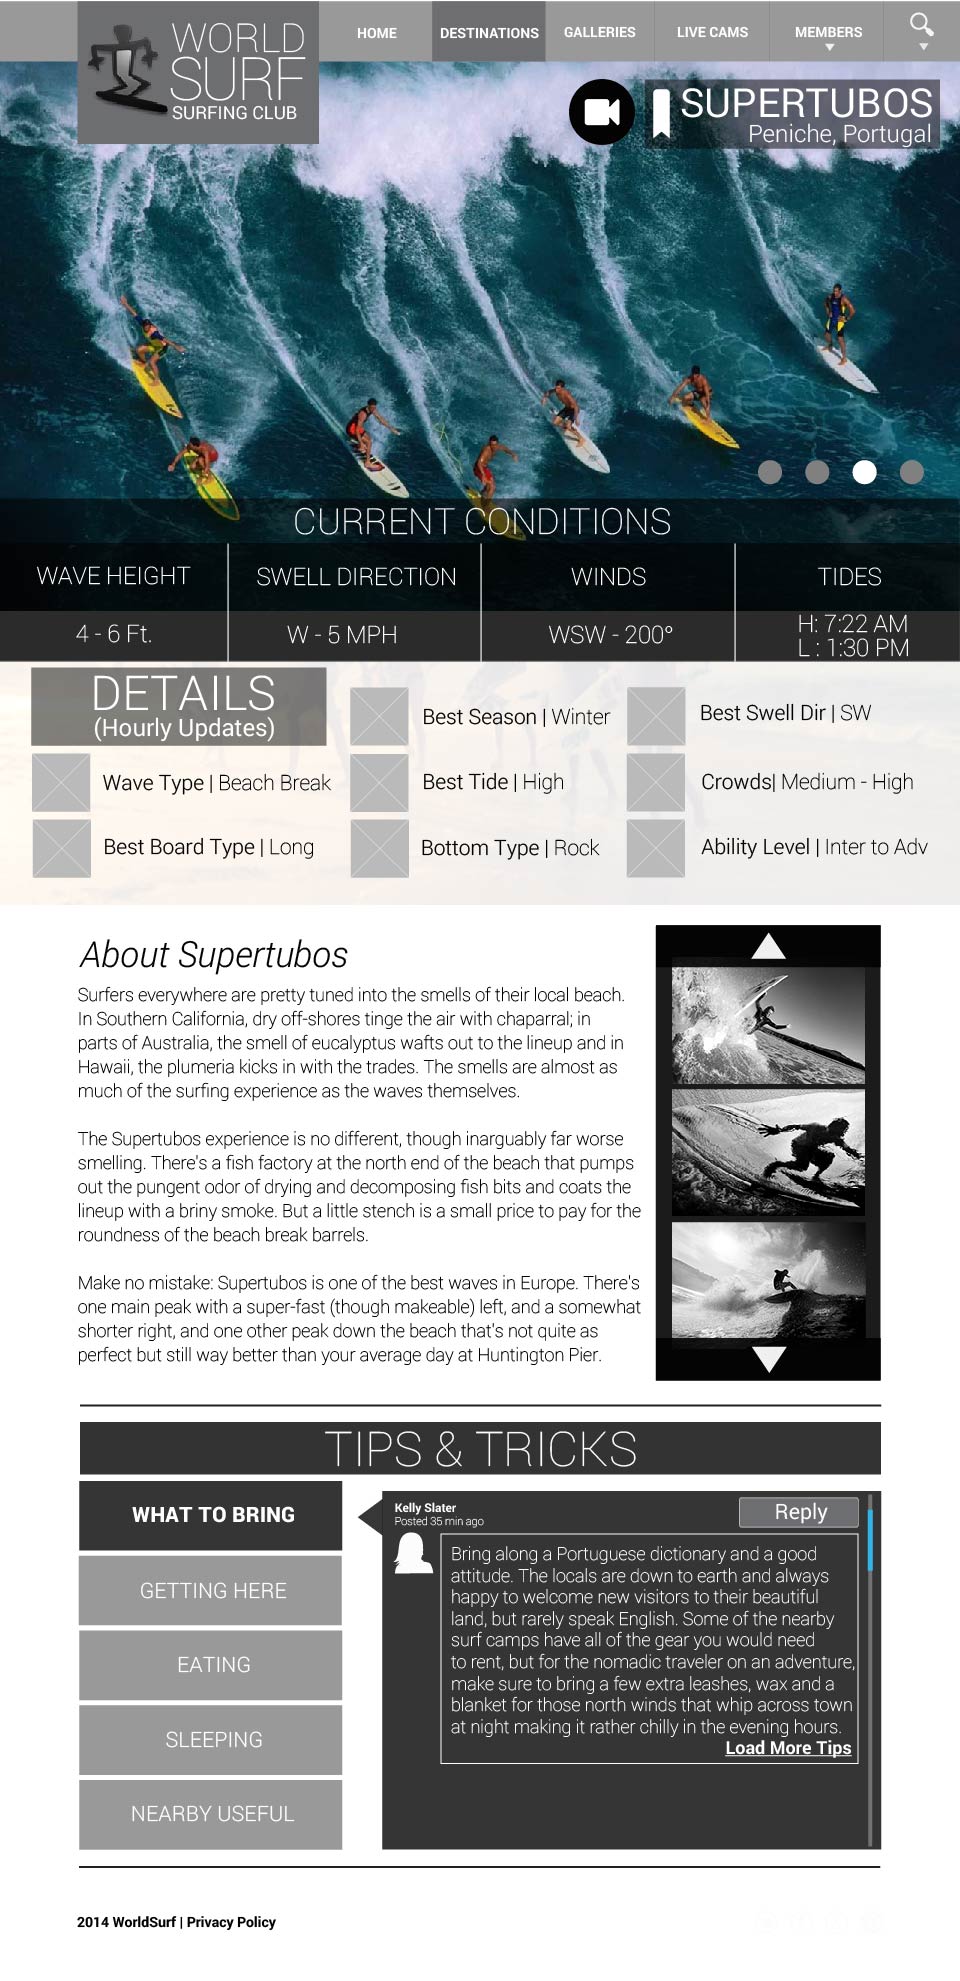 WORLD
SURF
SURFING CLUB
HOME
DESTINATIONS
GALLERIES
LIVE CAMS
MEMBERS
SUPERTUBOS
Peniche, Portugal
CURRENT CONDITIONS
WAVE HEIGHT
SWELL DIRECTION
WINDS
TIDES
4 - 6 Ft.
W - 5 MPH
WSW - 200°
H: 7:22 AM
L : 1:30 PM
DETAILS
(Hourly Updates)
Best Season | Winter
Best Swell Dir | SW
Wave Type | Beach Break
Best Tide | High
Crowds| Medium - High
Best Board Type | Long
Bottom Type | Rock
Ability Level | Inter to Adv
About Supertubos
Surfers everywhere are pretty tuned into the smells of their local beach.
In Southern California, dry off-shores tinge the air with chaparral; in
parts of Australia, the smell of eucalyptus wafts out to the lineup and in
Hawaii, the plumeria kicks in with the trades. The smells are almost as
much of the surfing experience as the waves themselves.
The Supertubos experience is no different, though inarguably far worse
smelling. There's a fish factory at the north end of the beach that pumps
out the pungent odor of drying and decomposing fish bits and coats the
lineup with a briny smoke. But a little stench is a small price to pay for the
roundness of the beach break barrels.
Make no mistake: Supertubos is one of the best waves in Europe. There's
one main peak with a super-fast (though makeable) left, and a somewhat
shorter right, and one other peak down the beach that's not quite as
perfect but still way better than your average day at Huntington Pier.
TIPS & TRICKS
WHAT TO BRING
GETTING HERE
EATING
SLEEPING
NEARBY USEFUL
Kelly Slater
Posted 35 min ago
Reply
Bring along a Portuguese dictionary and a good
attitude. The locals are down to earth and always
happy to welcome new visitors to their beautiful
land, but rarely speak English. Some of the nearby
surf camps have all of the gear you would need
to rent, but for the nomadic traveler on an adventure,
make sure to bring a few extra leashes, wax and a
blanket for those north winds that whip across town
at night making it rather chilly in the evening hours.
Load More Tips
2014 WorldSurf | Privacy Policy